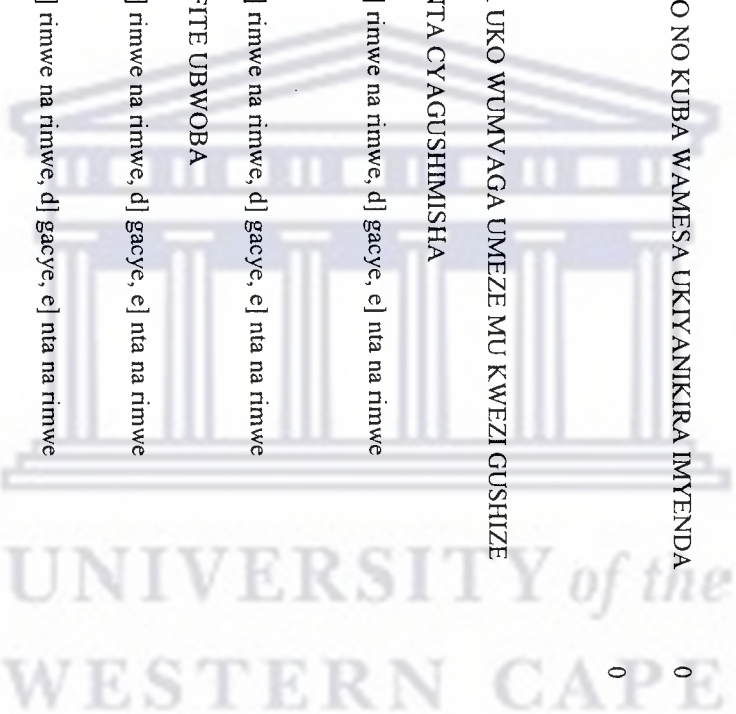 O NO KUBA WAMESA UKIYANIKIRA IMYENDA 0
0
UKO WUMVAGA UMEZE MU KWEZI GUSHIZE
NTA CYAGUSHIMISHA
] rimwe na rimwe, d] gacye, e] nta na rimwe
] rimwe na rimwe, d] gacye, e] nta na rimwe
FITE UBWOBA
] rimwe na rimwe, d] gacye, e] nta na rimwe
] rimwe na rimwe, d] gacye, e] nta na rimwe
UNIVERSITY of the
WESTERN CAPE